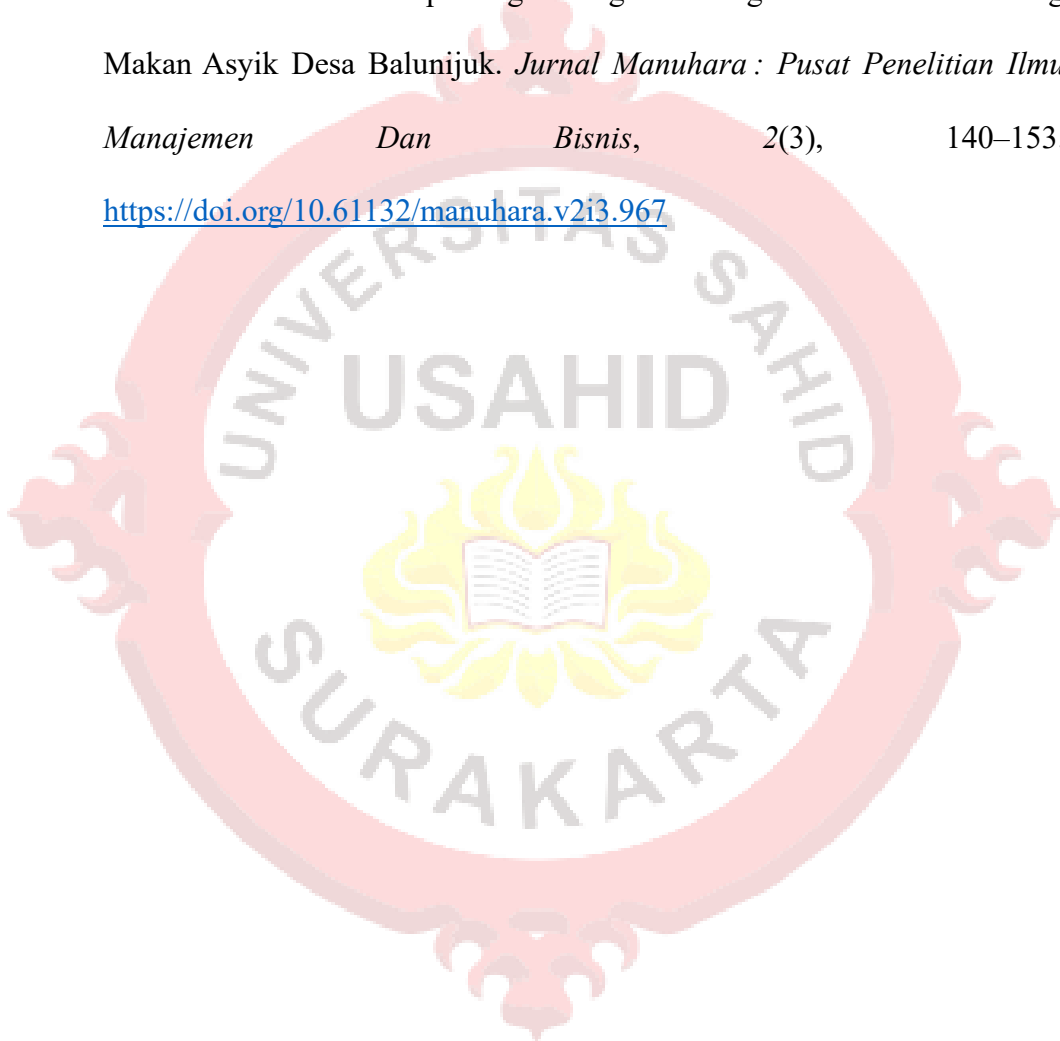 Makan Asyik Desa Balunijuk. Jurnal Manuhara : Pusat Penelitian Ilmu
Manajemen Dan Bisnis, 2(3), 140–153.
https://doi.org/10.61132/manuhara.v2i3.967
UNIVERSITAS SAHID
USAHID
SURAKARTA